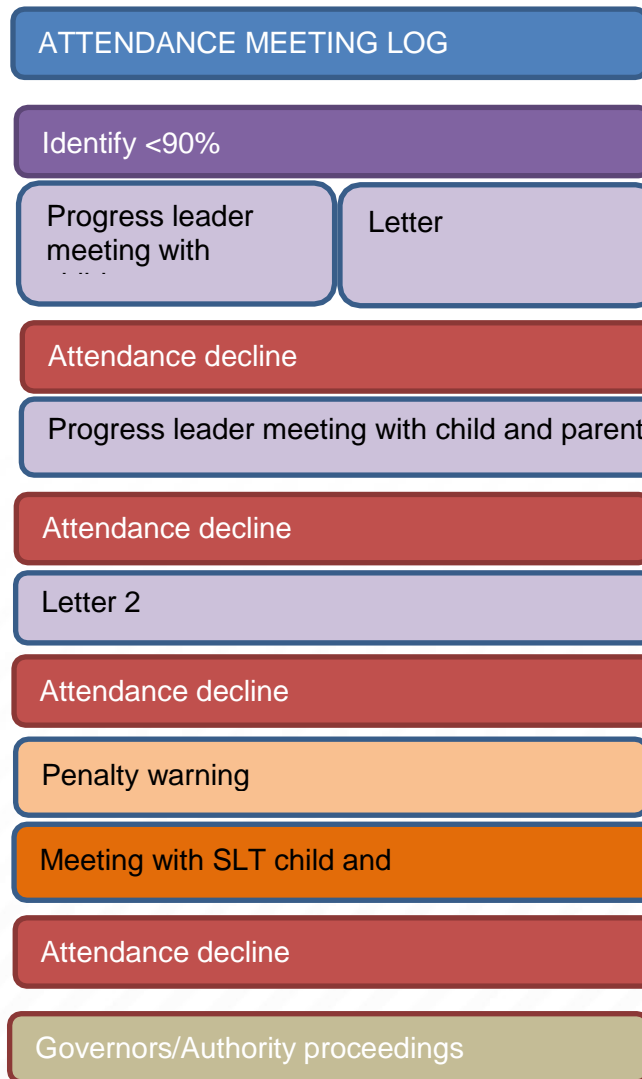 ATTENDANCE MEETING LOG
Identify <90%
Progress leader
meeting with
Letter
Attendance decline
Progress leader meeting with child and parent
Attendance decline
Letter 2
Attendance decline
Penalty warning
Meeting with SLT child and
Attendance decline
Governors/Authority proceedings